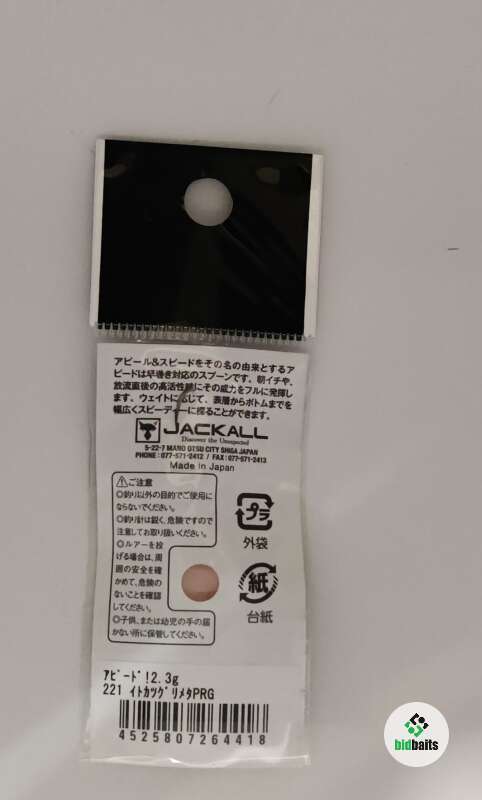 アピール&スピードをその名の由来とするア
ピードは早巻き対応のスプーンです。朝イチや、
放流直後の高活性時にその威力をフルに発揮し
ます。ウェイトに応じて、表層からボトムまでを
幅広くスピーディーに探ることができます。
JACKALL
Discover the Unexpected
5-22-7 MANO OTSU CITY SHIGA JAPAN
PHONE: 077-571-2412 / FAX: 077-571-2413
Made in Japan
⚠ご注意
◎釣り以外の目的でご使用に
ならないでください。
◎釣り針は鋭く、危険ですので
注意してお取り扱いください。
◎ルアーを投
げる場合は、周
囲の安全を確
かめて、危険の
ないことを確認
してください。
◎子供、または幼児の手の届
かない所に保管してください。
プラ
外袋
紙
台紙
ｱﾋﾟｰﾄﾞ!2.3g
221 ｲﾄｶﾂｸﾞﾘﾒﾀPRG
4525807264418
bidbaits